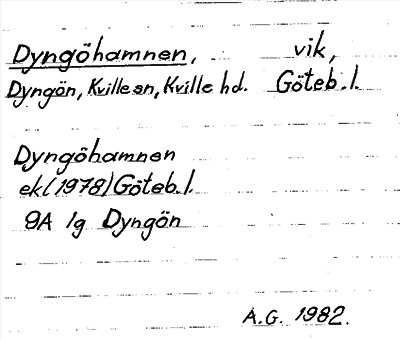 Dyngöhamnen, vik,
Dyngön, Kville sn, Kville hd. Göteb.l.
Dyngöhamnen
ek(1978) Göteb.l.
9A 1g Dyngön
A.G. 1982.